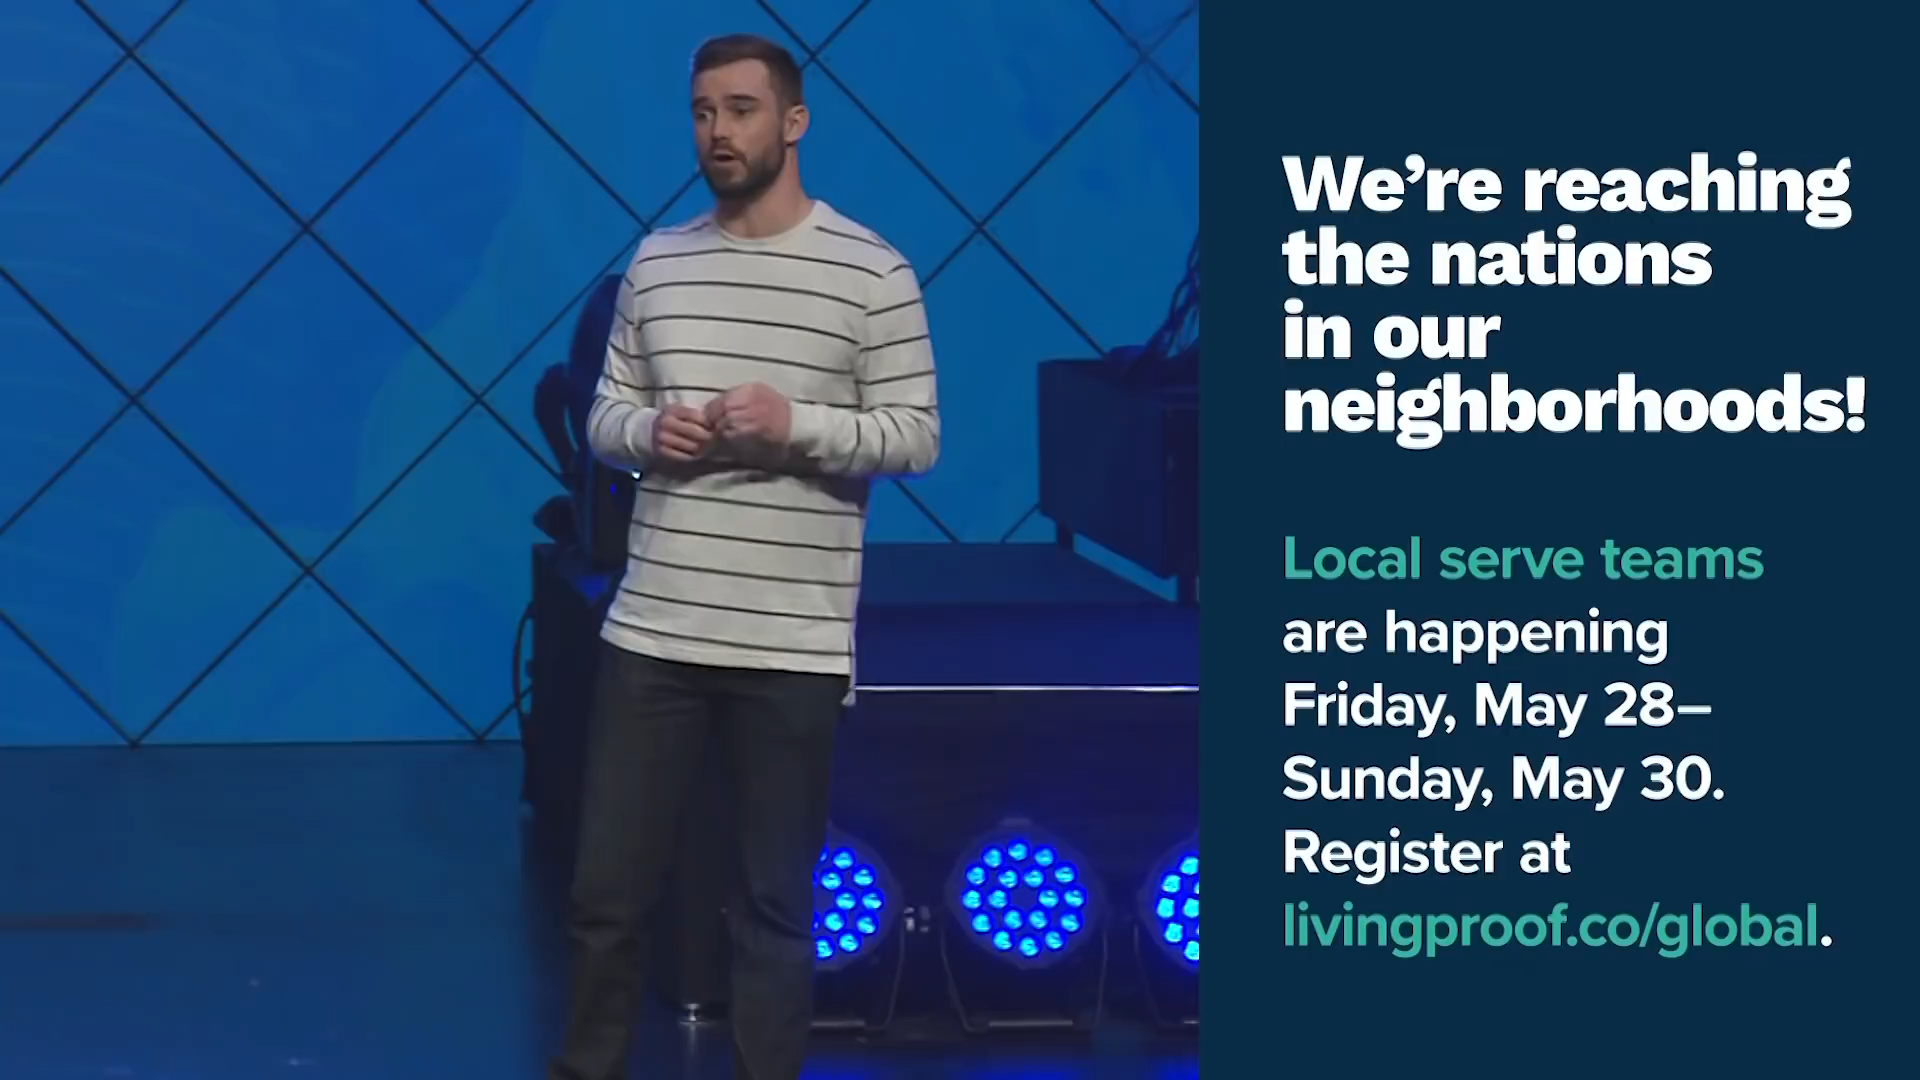 We're reaching
the nations
in our
neighborhoods!
Local serve teams
are happening
Friday, May 28–
Sunday, May 30.
Register at
livingproof.co/global.